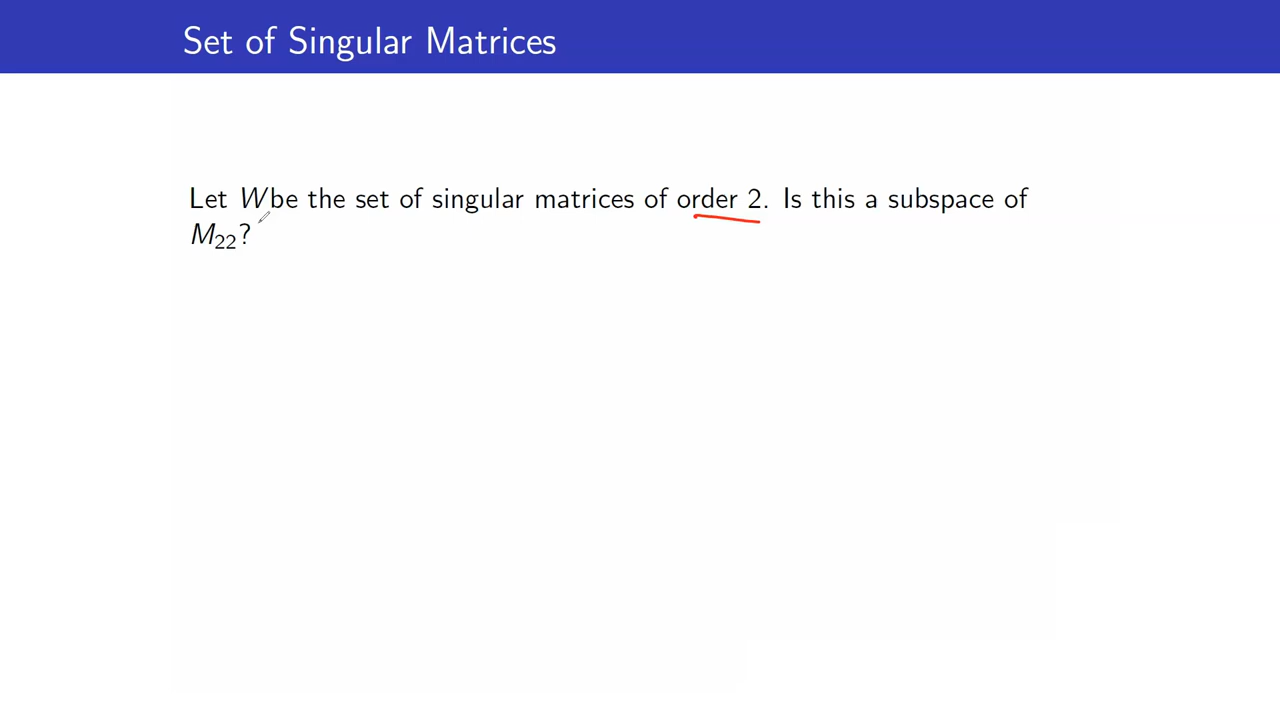 Set of Singular Matrices
Let W be the set of singular matrices of order 2. Is this a subspace of
M₂₂?